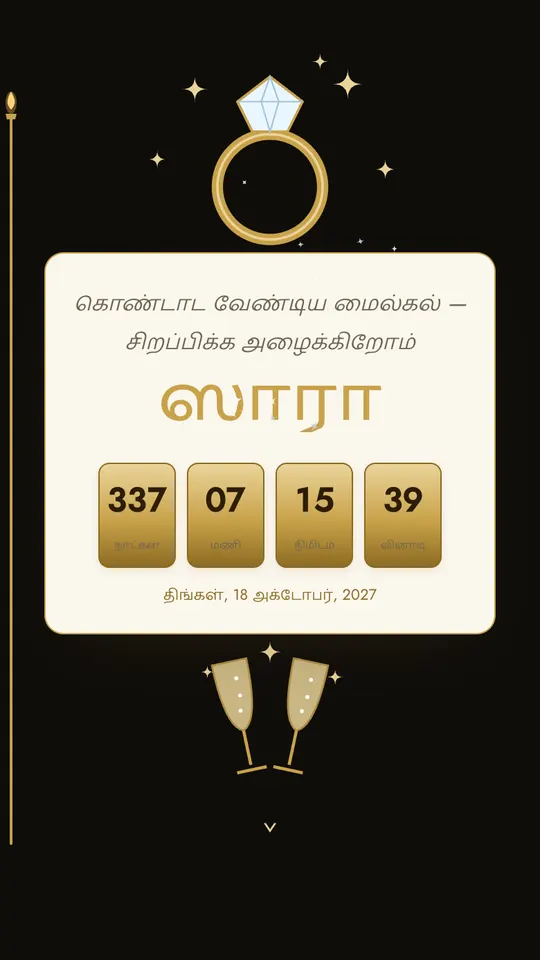 கொண்டாட வேண்டிய மைல்கல் –
சிறப்பிக்க அழைக்கிறோம்
ஸாரா
337 07 15 39
நாட்கள் மணி நிமிடம் வினாடி
திங்கள், 18 அக்டோபர், 2027